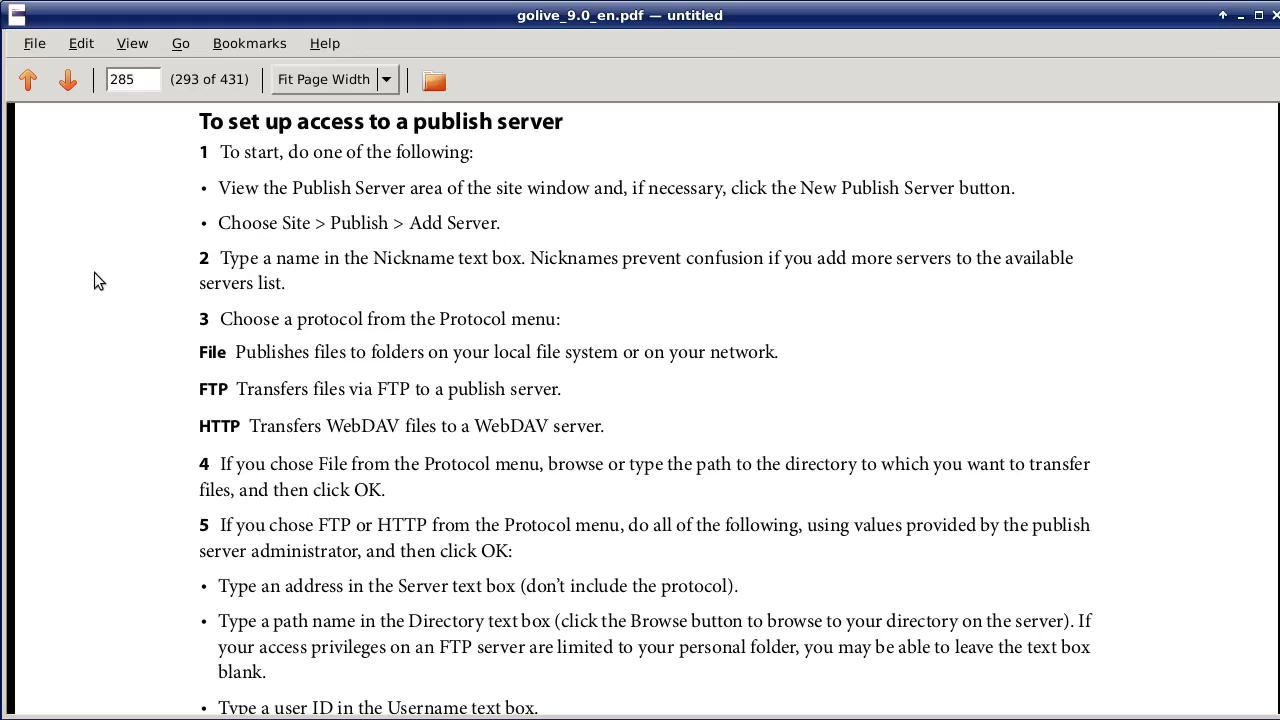 golive_9.0_en.pdf — untitled
File Edit View Go Bookmarks Help
285 (293 of 431) Fit Page Width
To set up access to a publish server
1 To start, do one of the following:
• View the Publish Server area of the site window and, if necessary, click the New Publish Server button.
• Choose Site > Publish > Add Server.
2 Type a name in the Nickname text box. Nicknames prevent confusion if you add more servers to the available
servers list.
3 Choose a protocol from the Protocol menu:
File Publishes files to folders on your local file system or on your network.
FTP Transfers files via FTP to a publish server.
HTTP Transfers WebDAV files to a WebDAV server.
4 If you chose File from the Protocol menu, browse or type the path to the directory to which you want to transfer
files, and then click OK.
5 If you chose FTP or HTTP from the Protocol menu, do all of the following, using values provided by the publish
server administrator, and then click OK:
• Type an address in the Server text box (don’t include the protocol).
• Type a path name in the Directory text box (click the Browse button to browse to your directory on the server). If
your access privileges on an FTP server are limited to your personal folder, you may be able to leave the text box
blank.
• Type a user ID in the Username text box.